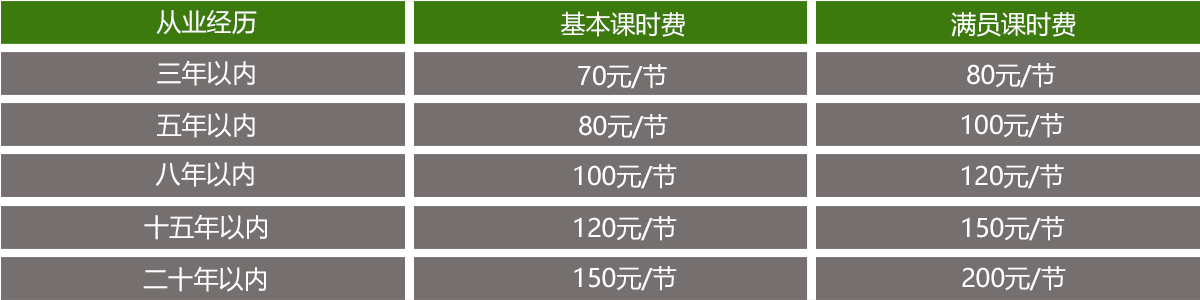 从业经历 基本课时费 满员课时费
三年以内 70元/节 80元/节
五年以内 80元/节 100元/节
八年以内 100元/节 120元/节
十五年以内 120元/节 150元/节
二十年以内 150元/节 200元/节